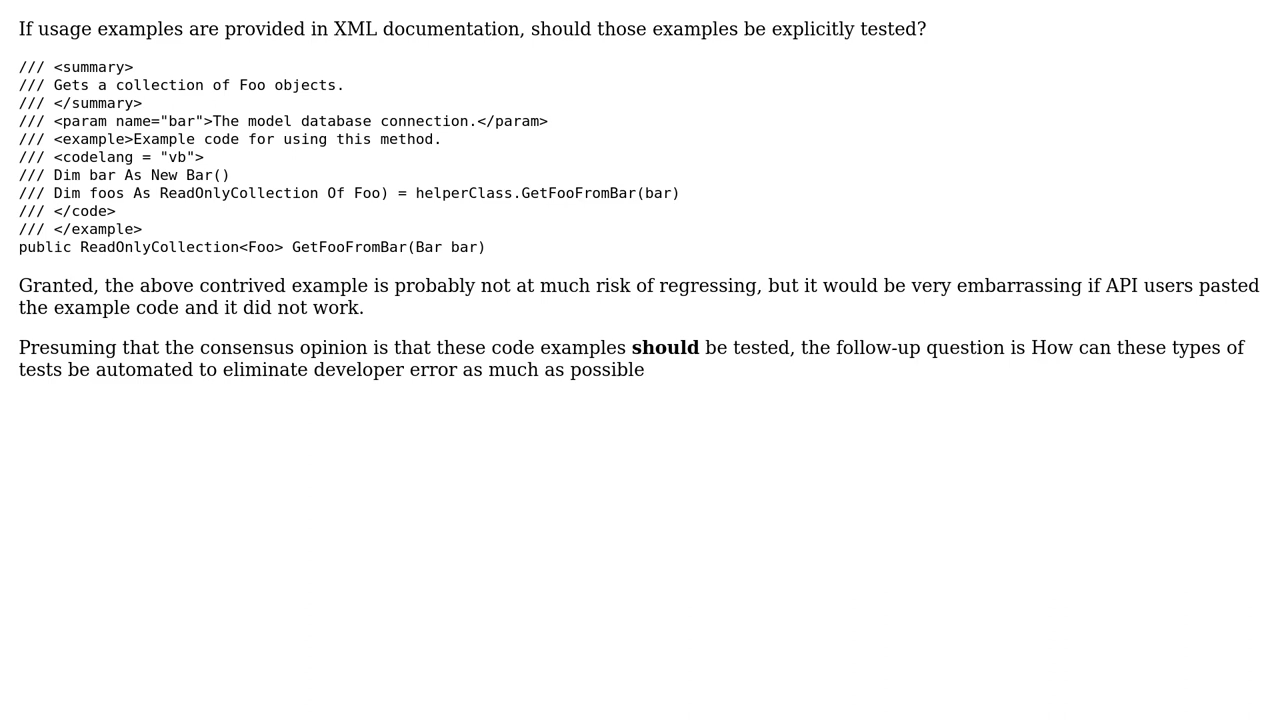 If usage examples are provided in XML documentation, should those examples be explicitly tested?
/// <summary>
/// Gets a collection of Foo objects.
/// </summary>
/// <param name="bar">The model database connection.</param>
/// <example>Example code for using this method.
/// <codelang = "vb">
/// Dim bar As New Bar()
/// Dim foos As ReadOnlyCollection Of Foo) = helperClass.GetFooFromBar(bar)
/// </code>
/// </example>
public ReadOnlyCollection<Foo> GetFooFromBar(Bar bar)
Granted, the above contrived example is probably not at much risk of regressing, but it would be very embarrassing if API users pasted
the example code and it did not work.
Presuming that the consensus opinion is that these code examples should be tested, the follow-up question is How can these types of
tests be automated to eliminate developer error as much as possible